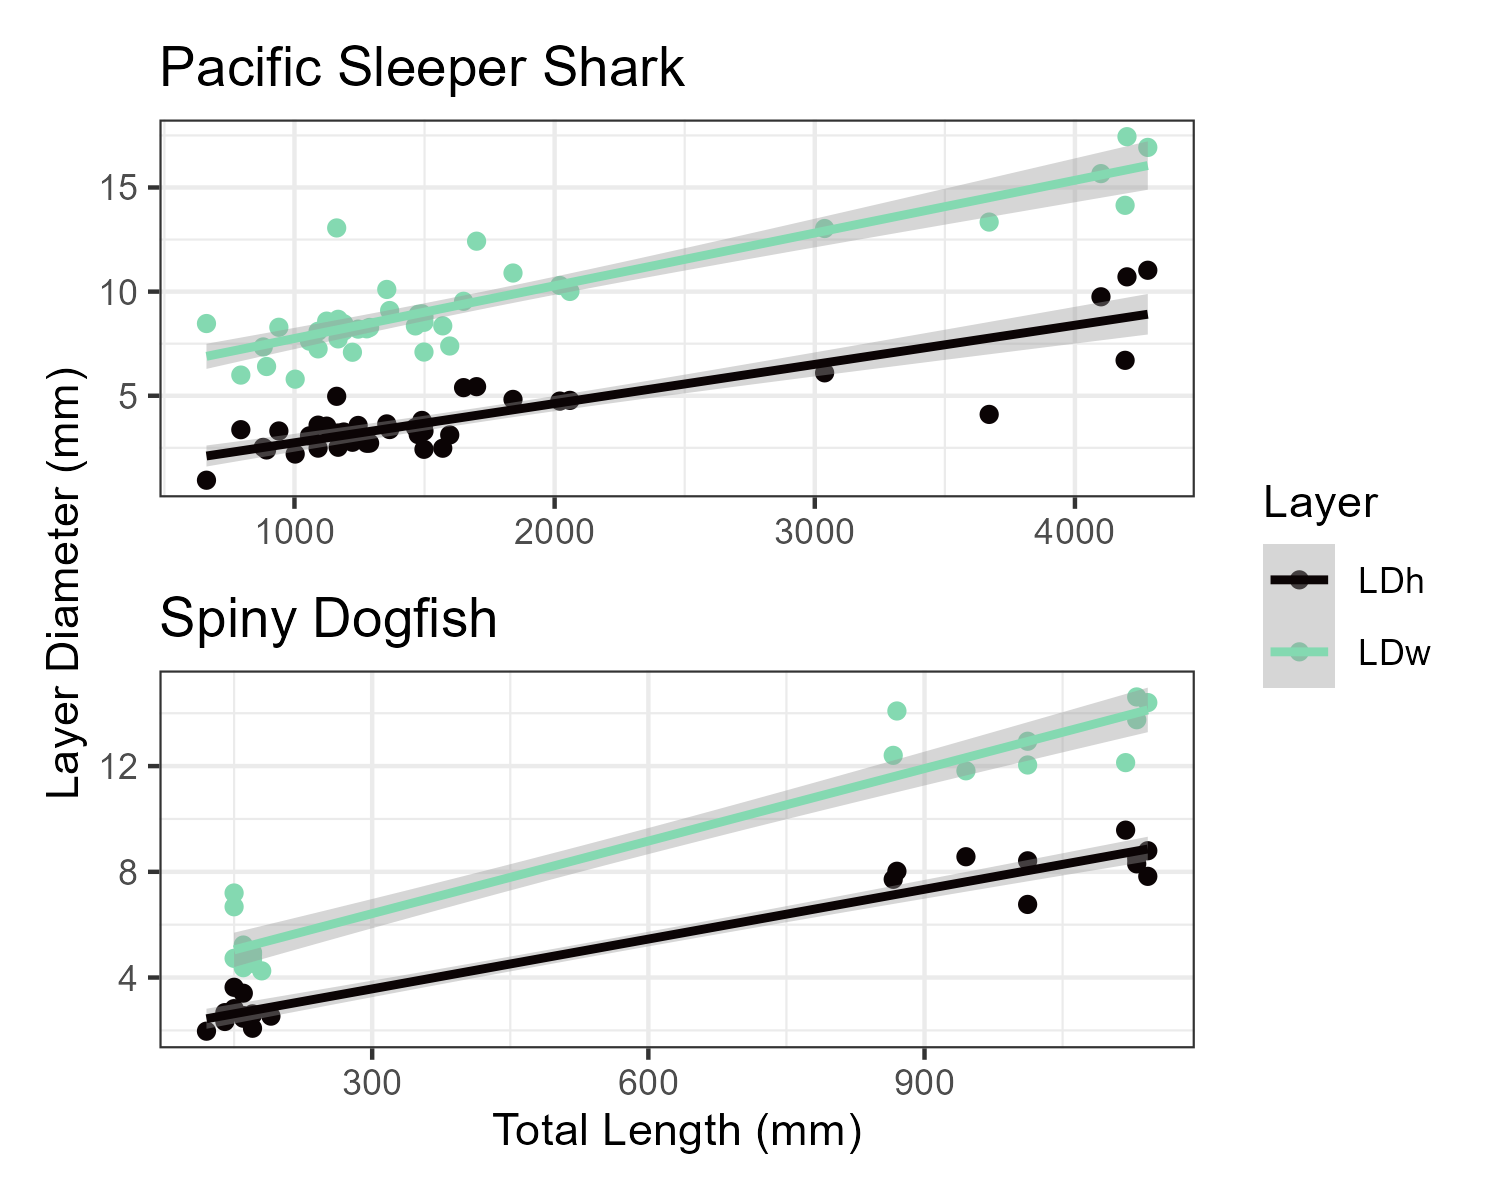 Pacific Sleeper Shark
15
10
5
1000 2000 3000 4000
Layer Diameter (mm)
Spiny Dogfish
12
8
4
300 600 900
Total Length (mm)
Layer
LDh
LDw